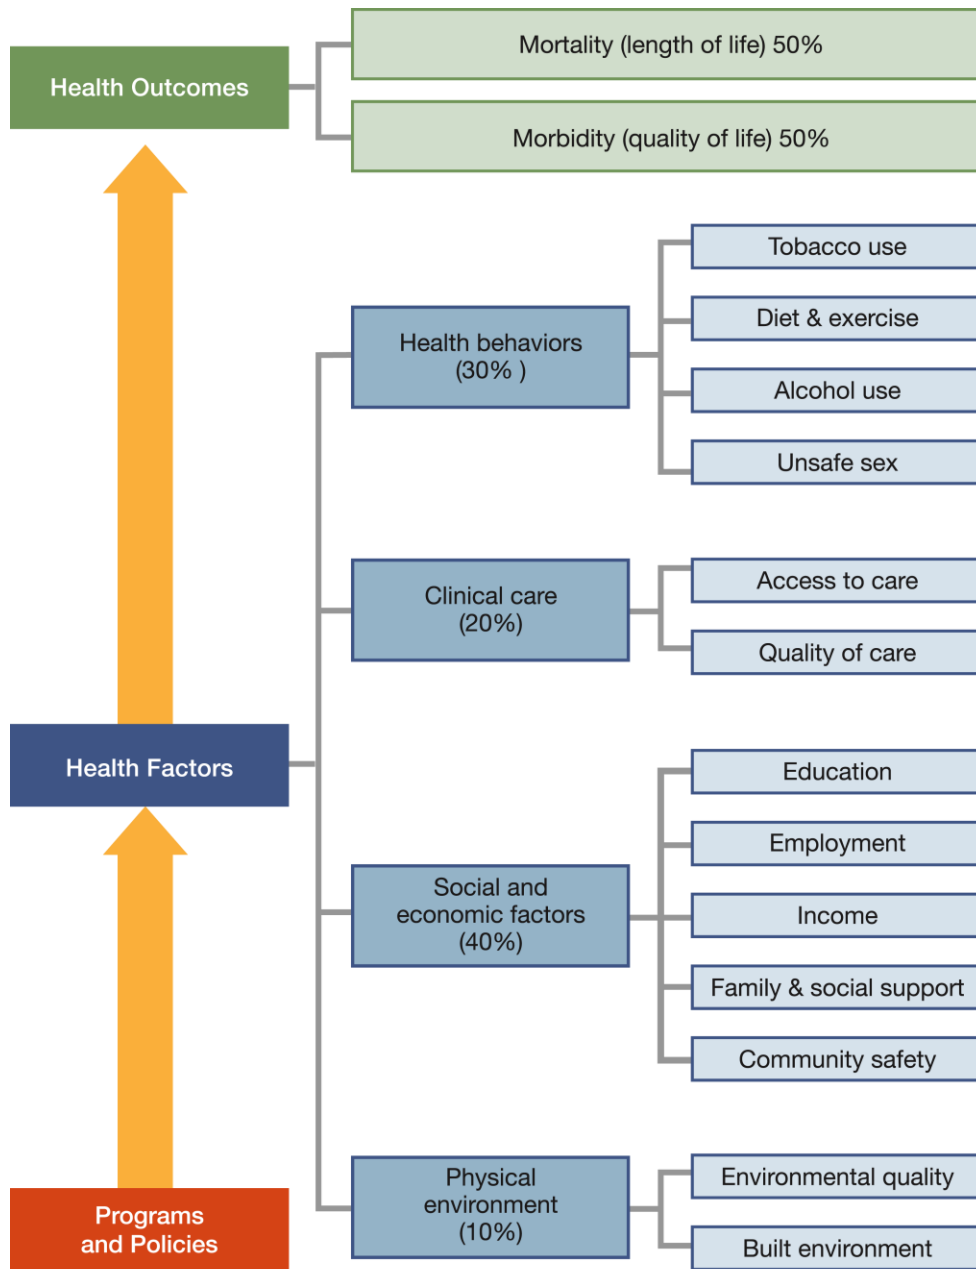 Health Outcomes
Mortality (length of life) 50%
Morbidity (quality of life) 50%
Health Factors
Health behaviors
(30% )
Tobacco use
Diet & exercise
Alcohol use
Unsafe sex
Clinical care
(20%)
Access to care
Quality of care
Social and
economic factors
(40%)
Education
Employment
Income
Family & social support
Community safety
Physical
environment
(10%)
Environmental quality
Built environment
Programs
and Policies